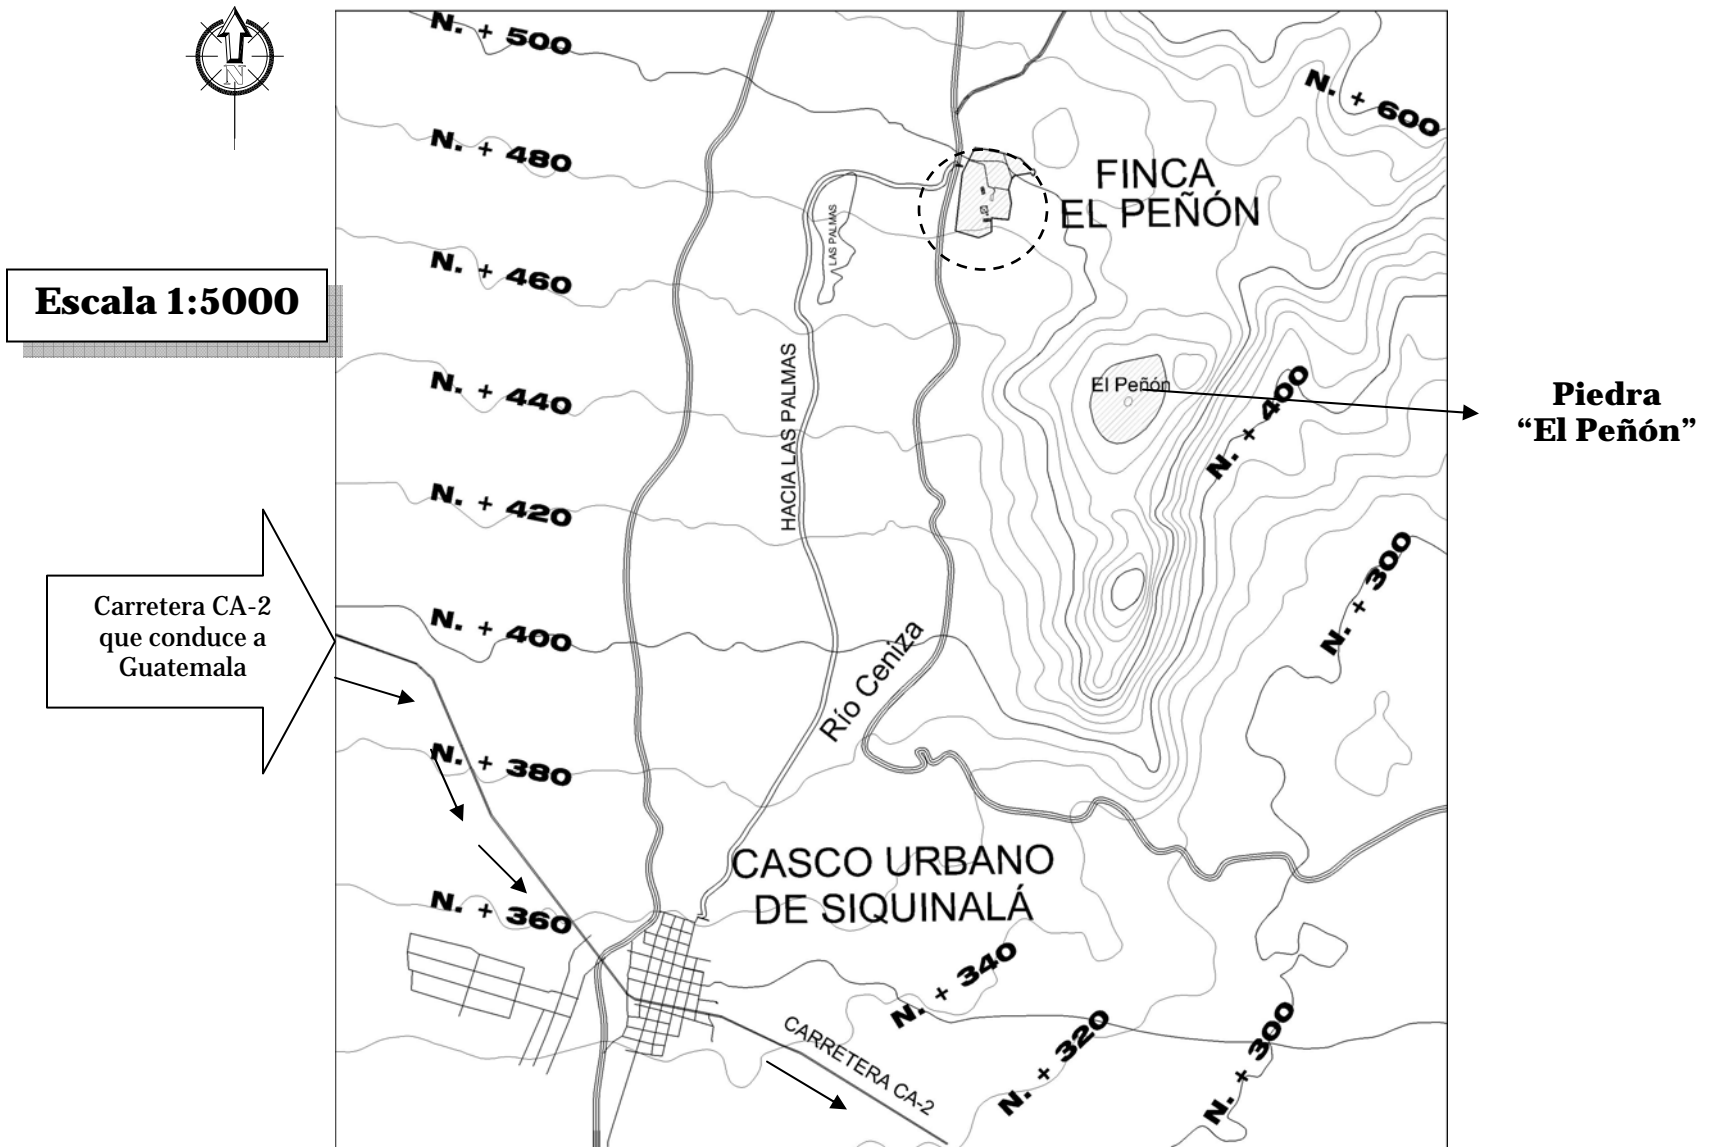 N. + 500
N
N. + 600
N. + 480
FINCA
EL PEÑÓN
LAS PALMAS
N. + 460
Escala 1:5000
HACIA LAS PALMAS
El Peñón
N. + 440
N. + 400
Piedra
“El Peñón”
N. + 420
N. + 300
Carretera CA-2
que conduce a
Guatemala
N. + 400
Río Ceniza
N. + 380
CASCO URBANO
DE SIQUINALÁ
N. + 360
N. + 340
N. + 320
N. + 300
CARRETERA CA-2